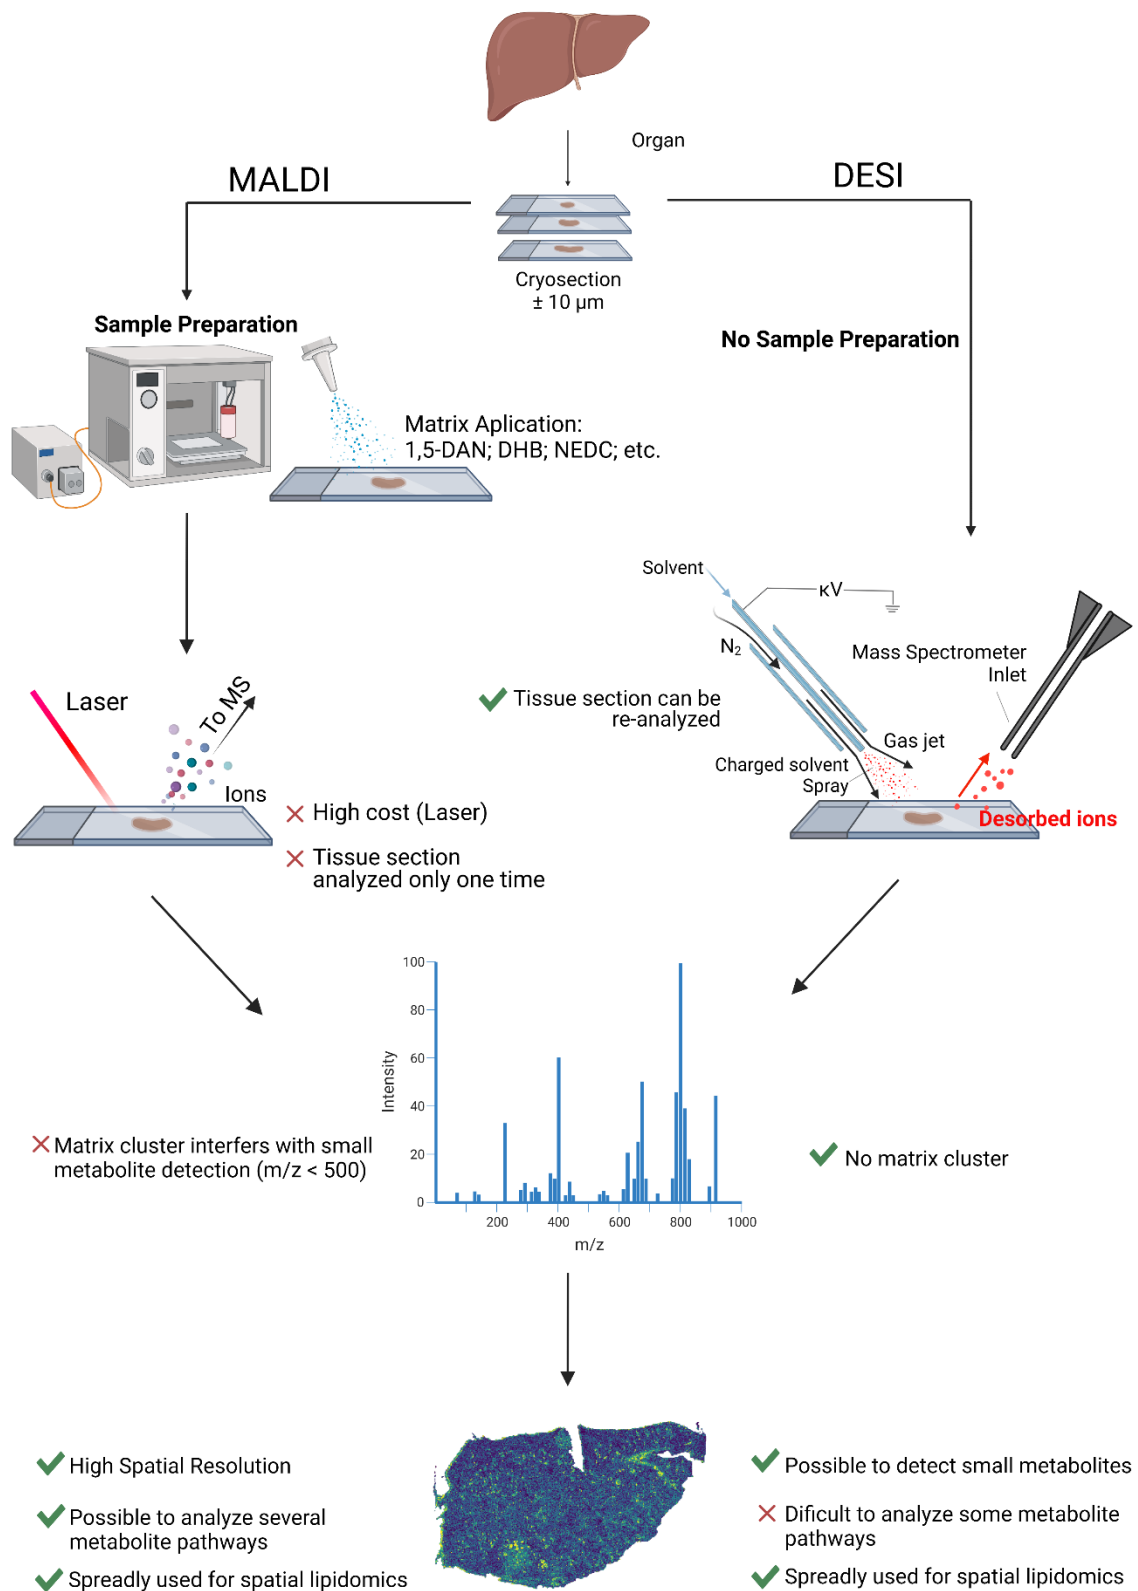 Organ
MALDI
DESI
Cryosection
± 10 µm
Sample Preparation
No Sample Preparation
Matrix Aplication:
1,5-DAN; DHB; NEDC; etc.
Solvent
κV
N₂
Mass Spectrometer
Inlet
Laser
To MS
Ions
Tissue section can be
re-analyzed
Gas jet
Charged solvent
Spray
Desorbed ions
High cost (Laser)
Tissue section
analyzed only one time
Intensity
100
80
60
40
20
0
200
400
600
800
1000
m/z
Matrix cluster interfers with small
metabolite detection (m/z < 500)
No matrix cluster
High Spatial Resolution
Possible to analyze several
metabolite pathways
Spreadly used for spatial lipidomics
Possible to detect small metabolites
Dificult to analyze some metabolite
pathways
Spreadly used for spatial lipidomics